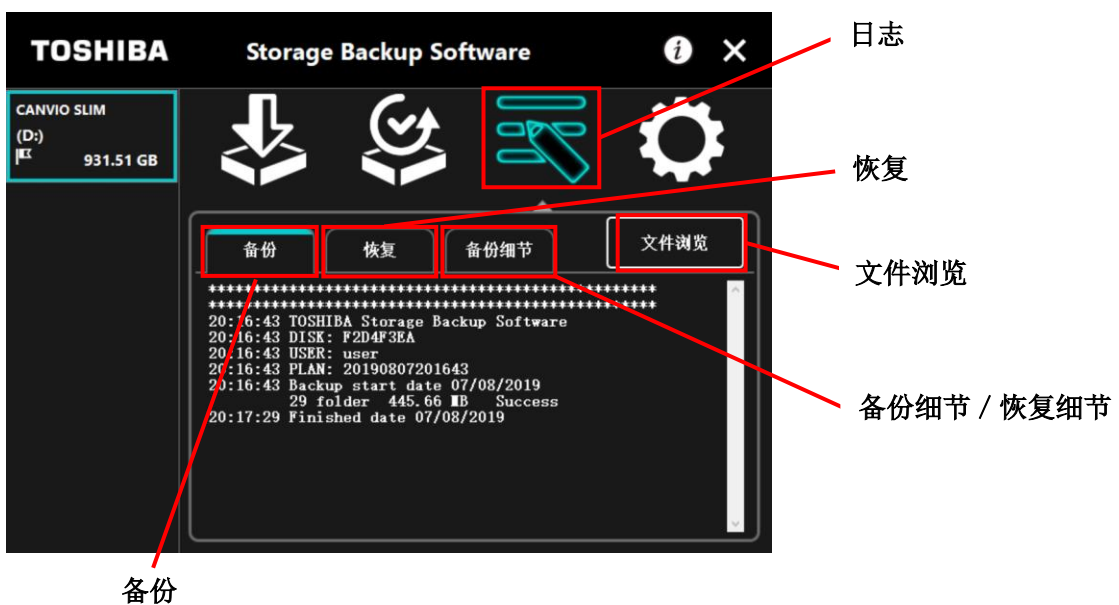 TOSHIBA Storage Backup Software
日志
CANVIO SLIM
(D:)
931.51 GB
恢复
备份 恢复 备份细节 文件浏览
文件浏览
***************************************************
***************************************************
20:16:43 TOSHIBA Storage Backup Software
20:16:43 DISK: F2D4F3EA
20:16:43 USER: user
20:16:43 PLAN: 20190807201643
20:16:43 Backup start date 07/08/2019
29 folder 445.66 MB Success
20:17:29 Finished date 07/08/2019
备份细节 / 恢复细节
备份